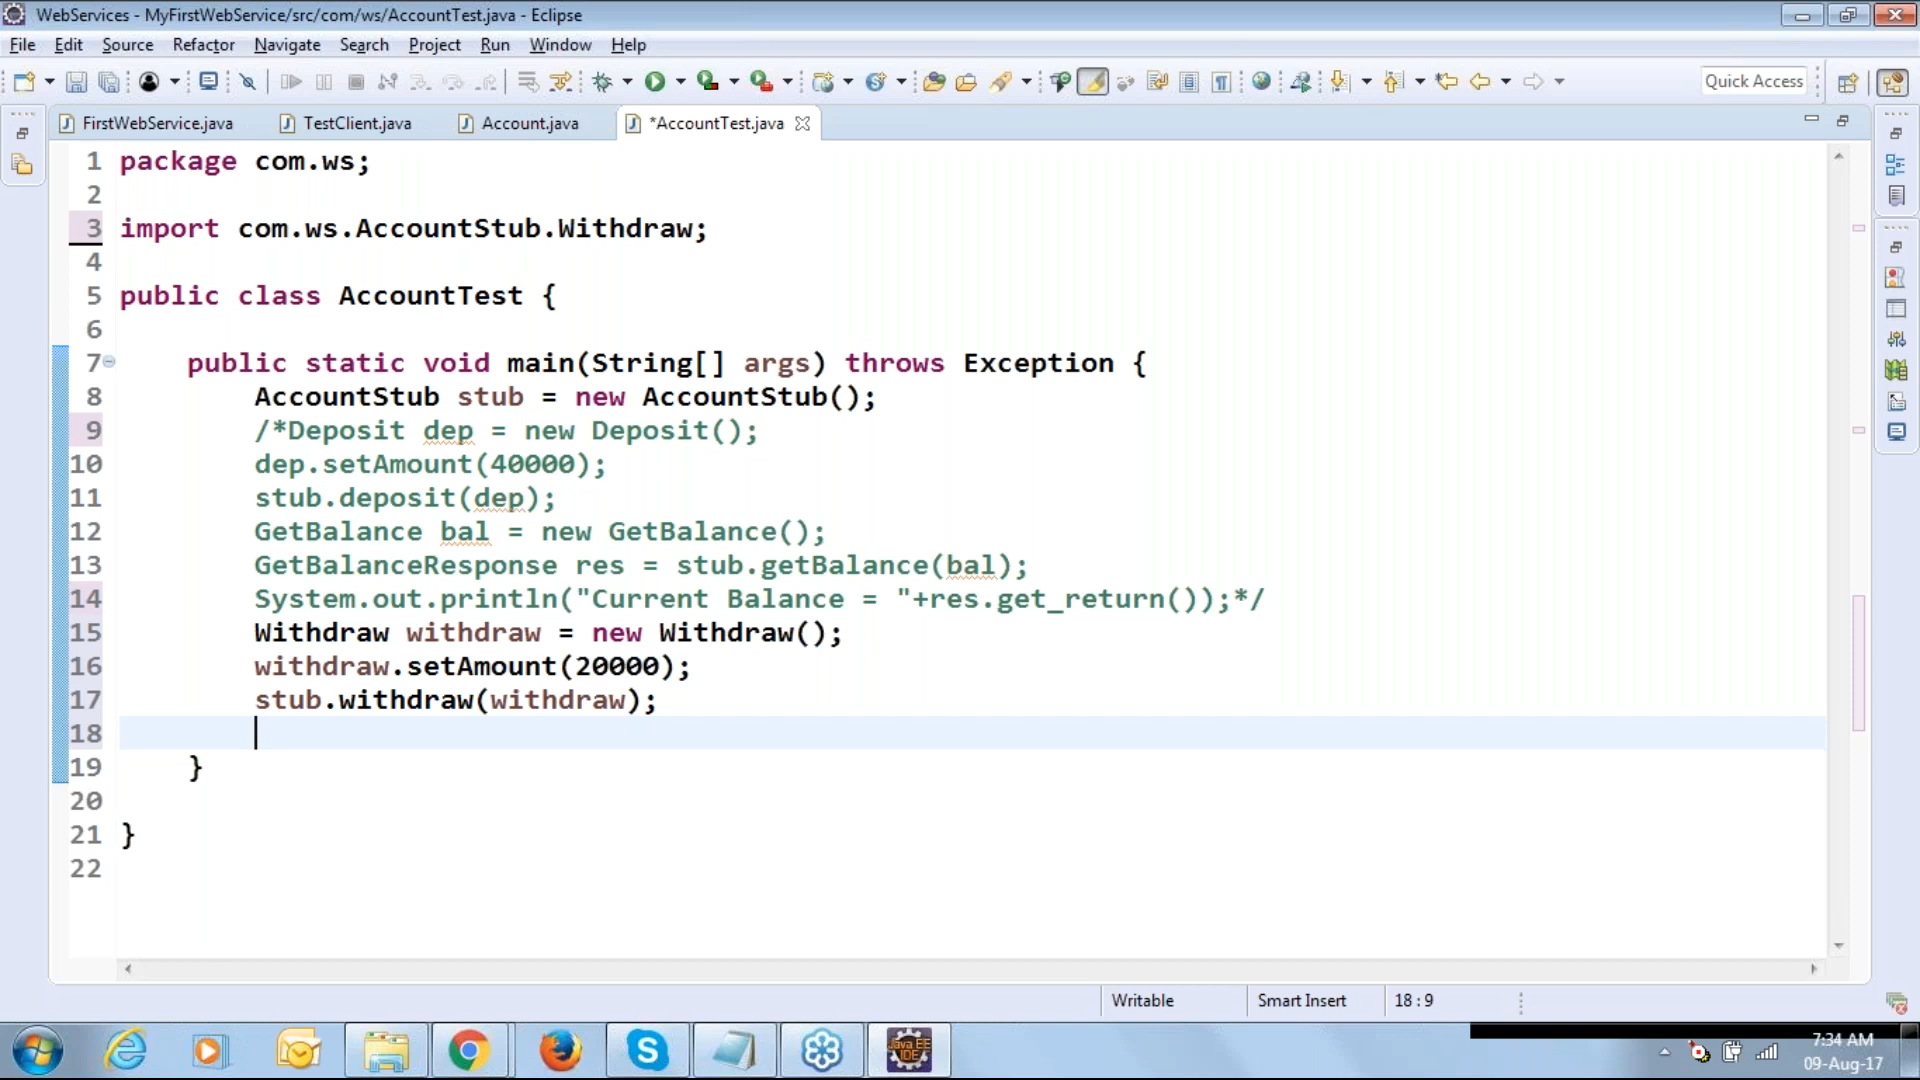 WebServices - MyFirstWebService/src/com/ws/AccountTest.java - Eclipse
File Edit Source Refactor Navigate Search Project Run Window Help
Quick Access
FirstWebService.java TestClient.java Account.java *AccountTest.java
1 package com.ws;
2
3 import com.ws.AccountStub.Withdraw;
4
5 public class AccountTest {
6
7 public static void main(String[] args) throws Exception {
8 AccountStub stub = new AccountStub();
9 /*Deposit dep = new Deposit();
10 dep.setAmount(40000);
11 stub.deposit(dep);
12 GetBalance bal = new GetBalance();
13 GetBalanceResponse res = stub.getBalance(bal);
14 System.out.println("Current Balance = "+res.get_return());*/
15 Withdraw withdraw = new Withdraw();
16 withdraw.setAmount(20000);
17 stub.withdraw(withdraw);
18
19 }
20
21 }
22
Writable Smart Insert 18 : 9
Java EE
IDE
7:34 AM
09-Aug-17